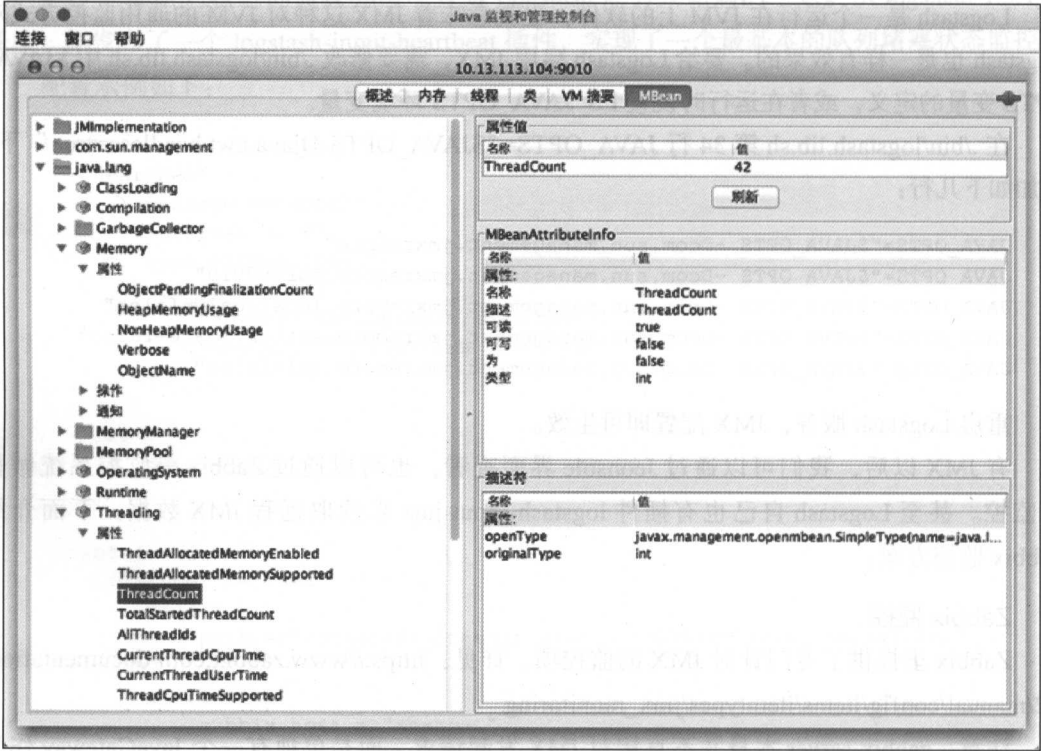 Java 监视和管理控制台
连接 窗口 帮助
10.13.113.104:9010
概述 内存 线程 类 VM 摘要 MBean
JMImplementation
com.sun.management
java.lang
ClassLoading
Compilation
GarbageCollector
Memory
属性
ObjectPendingFinalizationCount
HeapMemoryUsage
NonHeapMemoryUsage
Verbose
ObjectName
操作
通知
MemoryManager
MemoryPool
OperatingSystem
Runtime
Threading
属性
ThreadAllocatedMemoryEnabled
ThreadAllocatedMemorySupported
ThreadCount
TotalStartedThreadCount
AllThreadIds
CurrentThreadCpuTime
CurrentThreadUserTime
ThreadCpuTimeSupported
属性值
名称 值
ThreadCount 42
刷新
MBeanAttributeInfo
名称 值
属性:
名称 ThreadCount
描述 ThreadCount
可读 true
可写 false
为 false
类型 int
描述符
名称 值
属性:
openType javax.management.openmbean.SimpleType(name=java.l...
originalType int